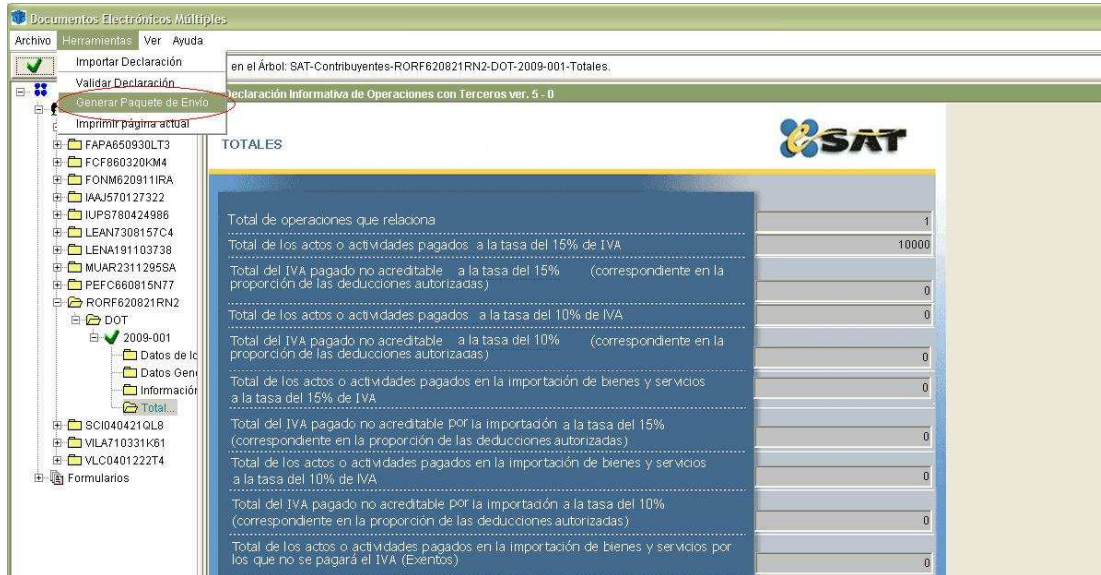 Documentos Electrónicos Múltiples
Archivo Herramientas Ver Ayuda
Importar Declaración
Validar Declaración
Generar Paquete de Envío
Imprimir página actual
en el Árbol: SAT-Contribuyentes-RORF620821RN2-DOT-2009-001-Totales.
Declaración Informativa de Operaciones con Terceros ver. 5 - 0
FAPA650930LT3
FCF860320KM4
FONM620911IRA
IAAJ570127322
IUPS780424986
LEAN7308157C4
LENA191103738
MUAR231129S8A
PEFC660815N77
RORF620821RN2
DOT
2009-001
Datos de lc
Datos Gene
Información
Total...
SCI040421QL8
VILA710331K61
VLC0401222T4
Formularios
TOTALES
eSAT
Total de operaciones que relaciona 1
Total de los actos o actividades pagados a la tasa del 15% de IVA 10000
Total del IVA pagado no acreditable a la tasa del 15% (correspondiente en la
proporción de las deducciones autorizadas) 0
Total de los actos o actividades pagados a la tasa del 10% de IVA 0
Total del IVA pagado no acreditable a la tasa del 10% (correspondiente en la
proporción de las deducciones autorizadas) 0
Total de los actos o actividades pagados en la importación de bienes y servicios
a la tasa del 15% de IVA 0
Total del IVA pagado no acreditable por la importación a la tasa del 15%
(correspondiente en la proporción de las deducciones autorizadas) 0
Total de los actos o actividades pagados en la importación de bienes y servicios
a la tasa del 10% de IVA 0
Total del IVA pagado no acreditable por la importación a la tasa del 10%
(correspondiente en la proporción de las deducciones autorizadas) 0
Total de los actos o actividades pagados en la importación de bienes y servicios por
los que no se pagará el IVA (Exentos) 0